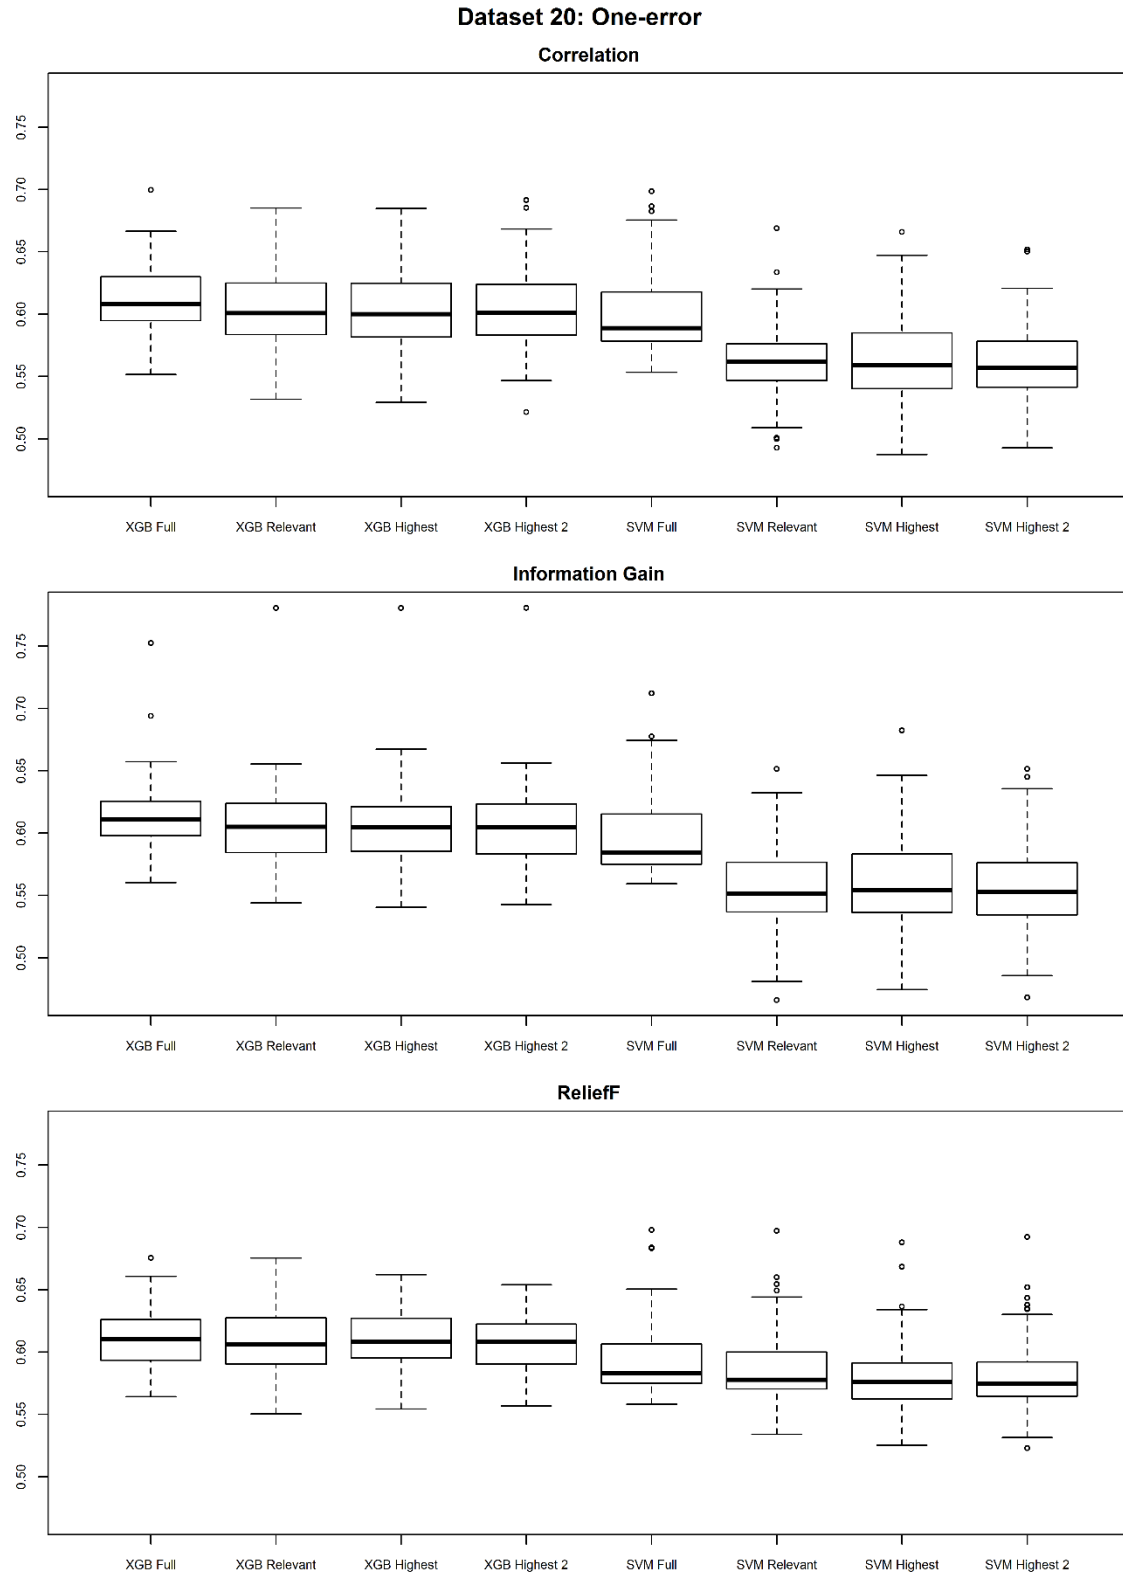 Dataset 20: One-error
Correlation
0.75
0.70
0.65
0.60
0.55
0.50
XGB Full XGB Relevant XGB Highest XGB Highest 2 SVM Full SVM Relevant SVM Highest SVM Highest 2
Information Gain
0.75
0.70
0.65
0.60
0.55
0.50
XGB Full XGB Relevant XGB Highest XGB Highest 2 SVM Full SVM Relevant SVM Highest SVM Highest 2
ReliefF
0.75
0.70
0.65
0.60
0.55
0.50
XGB Full XGB Relevant XGB Highest XGB Highest 2 SVM Full SVM Relevant SVM Highest SVM Highest 2